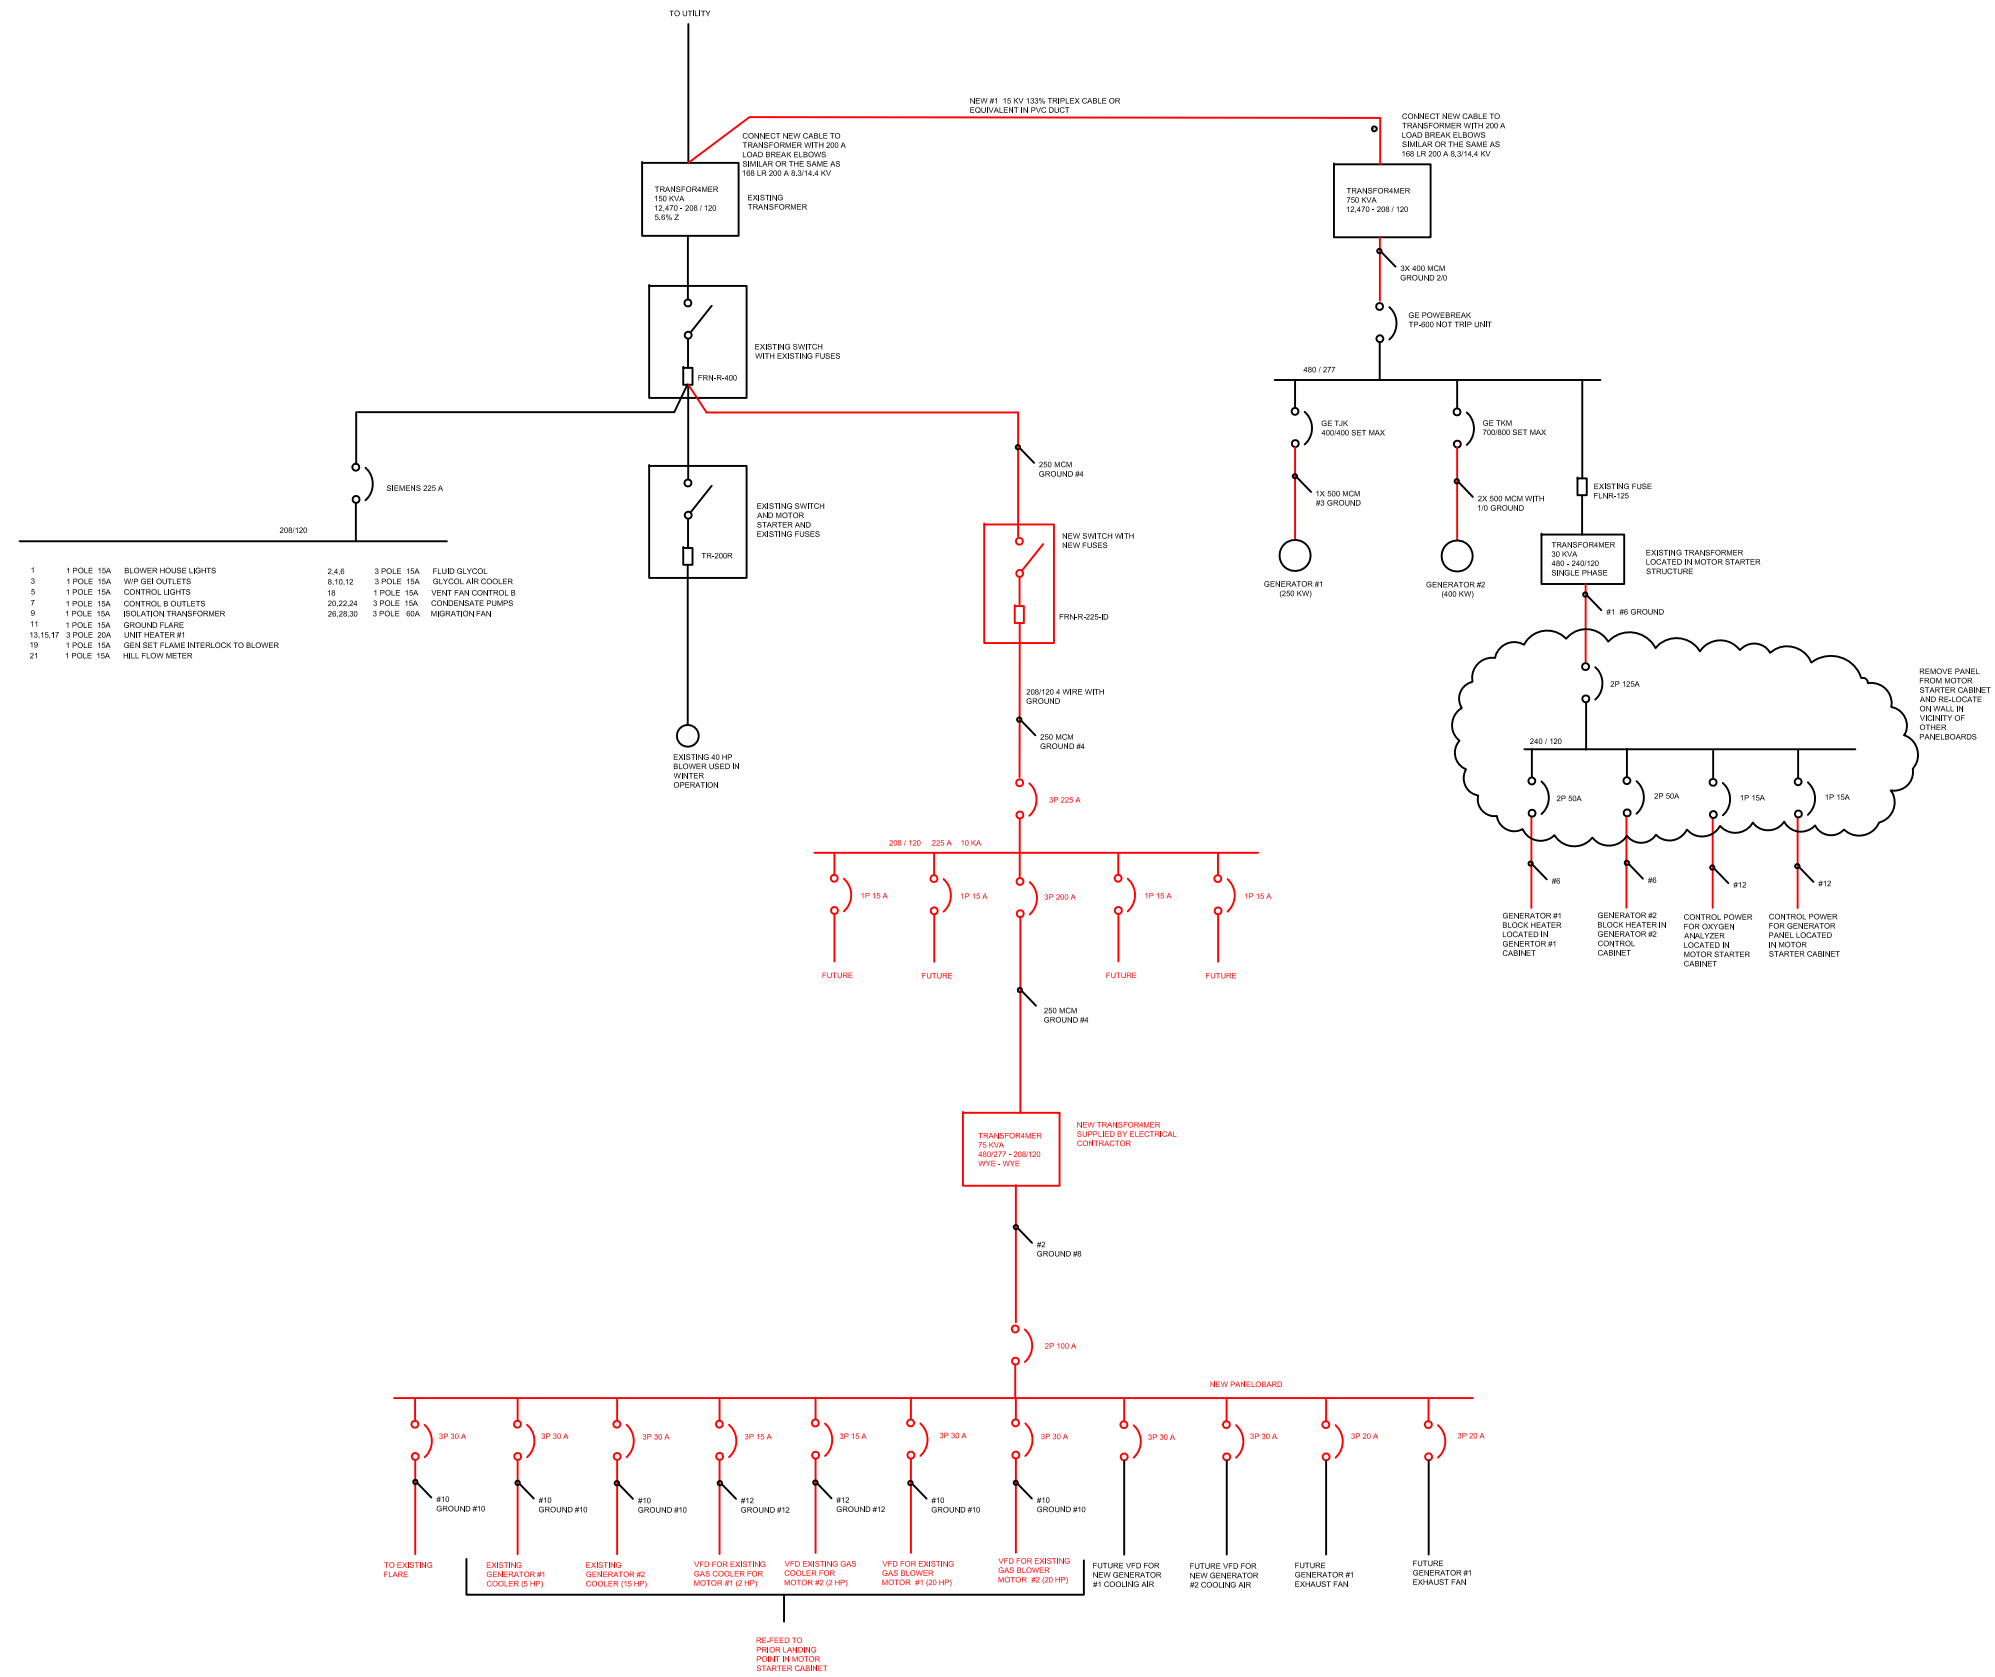 TO UTILITY
NEW #1  15 KV 133% TRIPLEX CABLE OR
EQUIVALENT IN PVC DUCT
CONNECT NEW CABLE TO
TRANSFORMER WITH 200 A
LOAD BREAK ELBOWS
SIMILAR OR THE SAME AS
168 LR 200 A 8.3/14.4 KV
CONNECT NEW CABLE TO
TRANSFORMER WITH 200 A
LOAD BREAK ELBOWS
SIMILAR OR THE SAME AS
168 LR 200 A 8.3/14.4 KV
TRANSFOR4MER
150 KVA
12,470 - 208 / 120
5.6% Z
EXISTING
TRANSFORMER
TRANSFOR4MER
750 KVA
12,470 - 208 / 120
3X 400 MCM
GROUND 2/0
GE POWEBREAK
TP-600 NOT TRIP UNIT
EXISTING SWITCH
WITH EXISTING FUSES
FRN-R-400
480 / 277
GE TJK
400/400 SET MAX
GE TKM
700/800 SET MAX
250 MCM
GROUND #4
SIEMENS 225 A
EXISTING FUSE
FLNR-125
1X 500 MCM
#3 GROUND
2X 500 MCM WITH
1/0 GROUND
EXISTING SWITCH
AND MOTOR
STARTER AND
EXISTING FUSES
TR-200R
208/120
NEW SWITCH WITH
NEW FUSES
FRN-R-225-ID
TRANSFOR4MER
30 KVA
480 - 240/120
SINGLE PHASE
EXISTING TRANSFORMER
LOCATED IN MOTOR STARTER
STRUCTURE
GENERATOR #1
(250 KW)
GENERATOR #2
(400 KW)
#1  #6 GROUND
1 1 POLE 15A BLOWER HOUSE LIGHTS
3 1 POLE 15A W/P GEI OUTLETS
5 1 POLE 15A CONTROL LIGHTS
7 1 POLE 15A CONTROL B OUTLETS
9 1 POLE 15A ISOLATION TRANSFORMER
11 1 POLE 15A GROUND FLARE
13,15,17 3 POLE 20A UNIT HEATER #1
19 1 POLE 15A GEN SET FLAME INTERLOCK TO BLOWER
21 1 POLE 15A HILL FLOW METER
2,4,6 3 POLE 15A FLUID GLYCOL
8,10,12 3 POLE 15A GLYCOL AIR COOLER
18 1 POLE 15A VENT FAN CONTROL B
20,22,24 3 POLE 15A CONDENSATE PUMPS
26,28,30 3 POLE 60A MIGRATION FAN
2P 125A
REMOVE PANEL
FROM MOTOR
STARTER CABINET
AND RE-LOCATE
ON WALL IN
VICINITY OF
OTHER
PANELBOARDS
208/120 4 WIRE WITH
GROUND
250 MCM
GROUND #4
EXISTING 40 HP
BLOWER USED IN
WINTER
OPERATION
240 / 120
2P 50A
2P 50A
1P 15A
1P 15A
3P 225 A
208 / 120    225 A    10 KA
1P 15 A
1P 15 A
3P 200 A
1P 15 A
1P 15 A
#6
#6
#12
#12
GENERATOR #1
BLOCK HEATER
LOCATED IN
GENERTOR #1
CABINET
GENERATOR #2
BLOCK HEATER IN
GENERATOR #2
CONTROL
CABINET
CONTROL POWER
FOR OXYGEN
ANALYZER
LOCATED IN
MOTOR STARTER
CABINET
CONTROL POWER
FOR GENERATOR
PANEL LOCATED
IN MOTOR
STARTER CABINET
FUTURE
FUTURE
FUTURE
FUTURE
250 MCM
GROUND #4
TRANSFOR4MER
75 KVA
480/277 - 208/120
WYE - WYE
NEW TRANSFOR4MER
SUPPLIED BY ELECTRICAL
CONTRACTOR
#2
GROUND #8
2P 100 A
NEW PANELOBARD
3P 30 A
3P 30 A
3P 30 A
3P 15 A
3P 15 A
3P 30 A
3P 30 A
3P 30 A
3P 30 A
3P 20 A
3P 20 A
#10
GROUND #10
#10
GROUND #10
#10
GROUND #10
#12
GROUND #12
#12
GROUND #12
#10
GROUND #10
#10
GROUND #10
TO EXISTING
FLARE
EXISTING
GENERATOR #1
COOLER (5 HP)
EXISTING
GENERATOR #2
COOLER (15 HP)
VFD FOR EXISTING
GAS COOLER FOR
MOTOR #1 (2 HP)
VFD EXISTING GAS
COOLER FOR
MOTOR #2 (2 HP)
VFD FOR EXISTING
GAS BLOWER
MOTOR  #1 (20 HP)
VFD FOR EXISTING
GAS BLOWER
MOTOR  #2 (20 HP)
FUTURE VFD FOR
NEW GENERATOR
#1 COOLING AIR
FUTURE VFD FOR
NEW GENERATOR
#2 COOLING AIR
FUTURE
GENERATOR #1
EXHAUST FAN
FUTURE
GENERATOR #1
EXHAUST FAN
RE-FEED TO
PRIOR LANDING
POINT IN MOTOR
STARTER CABINET